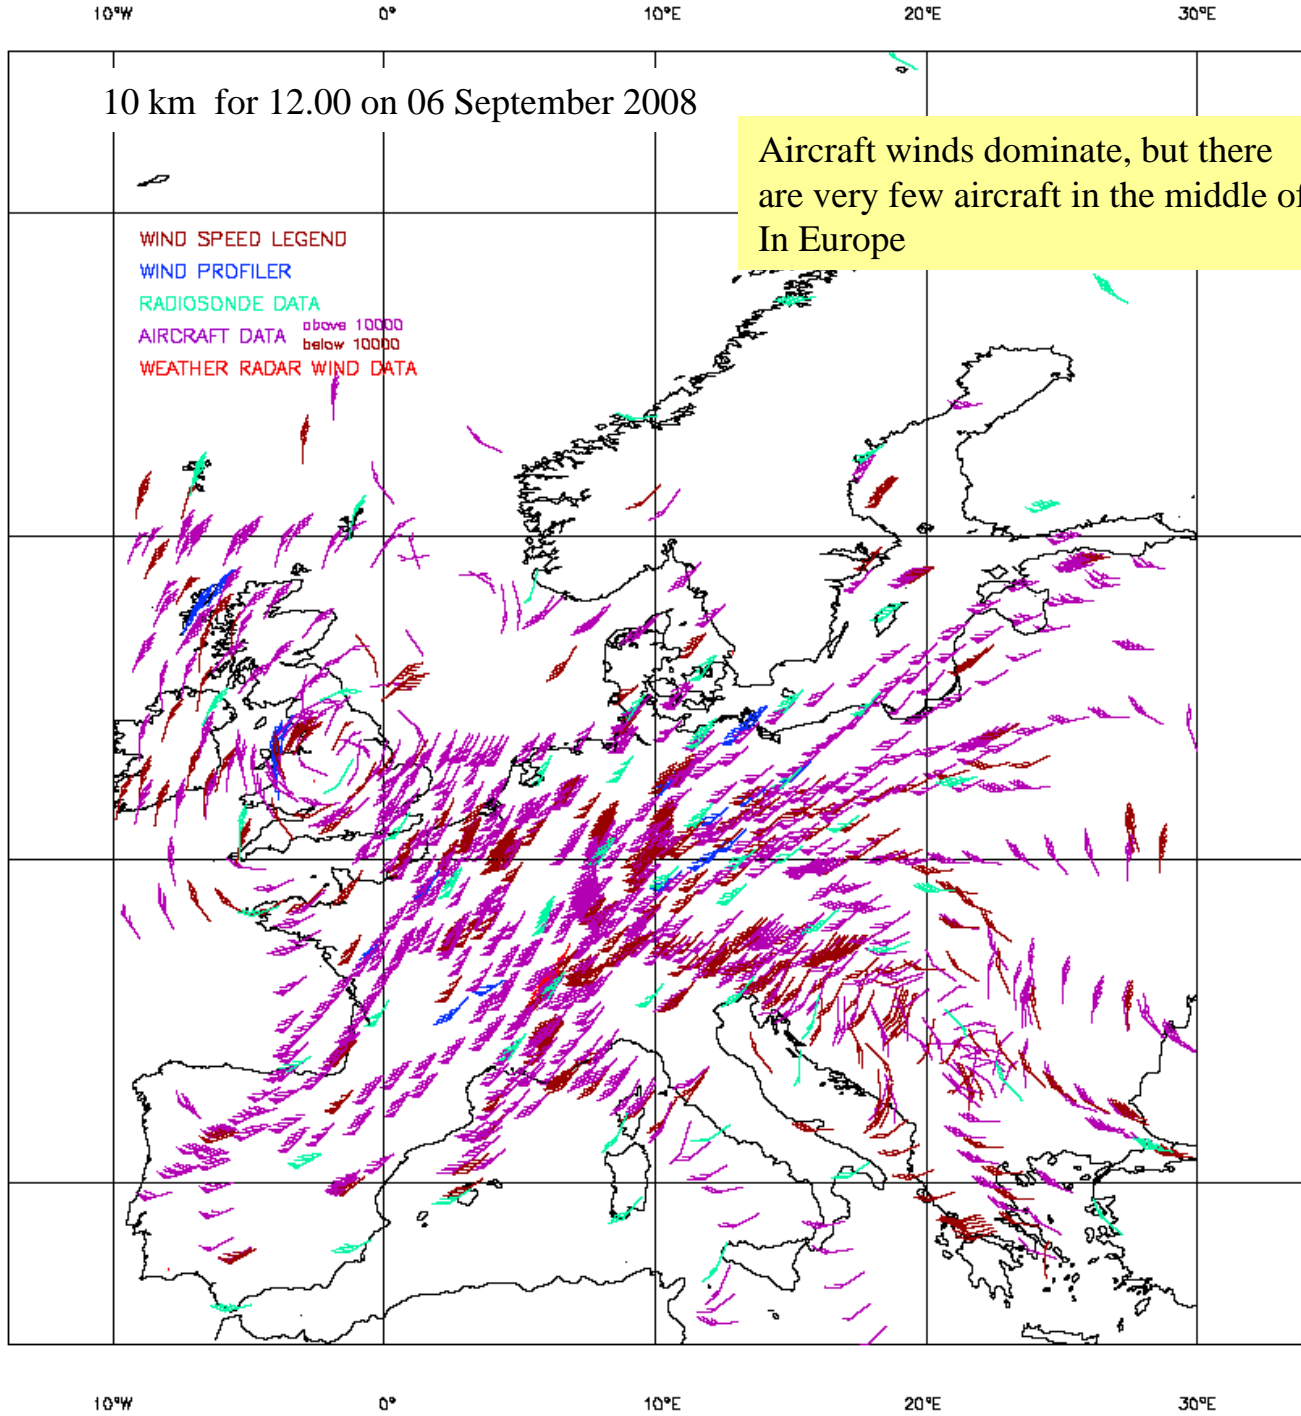 10°W 0° 10°E 20°E 30°E
10 km for 12.00 on 06 September 2008
Aircraft winds dominate, but there
are very few aircraft in the middle of
In Europe
WIND SPEED LEGEND
WIND PROFILER
RADIOSONDE DATA
AIRCRAFT DATA above 10000
below 10000
WEATHER RADAR WIND DATA
10°W 0° 10°E 20°E 30°E